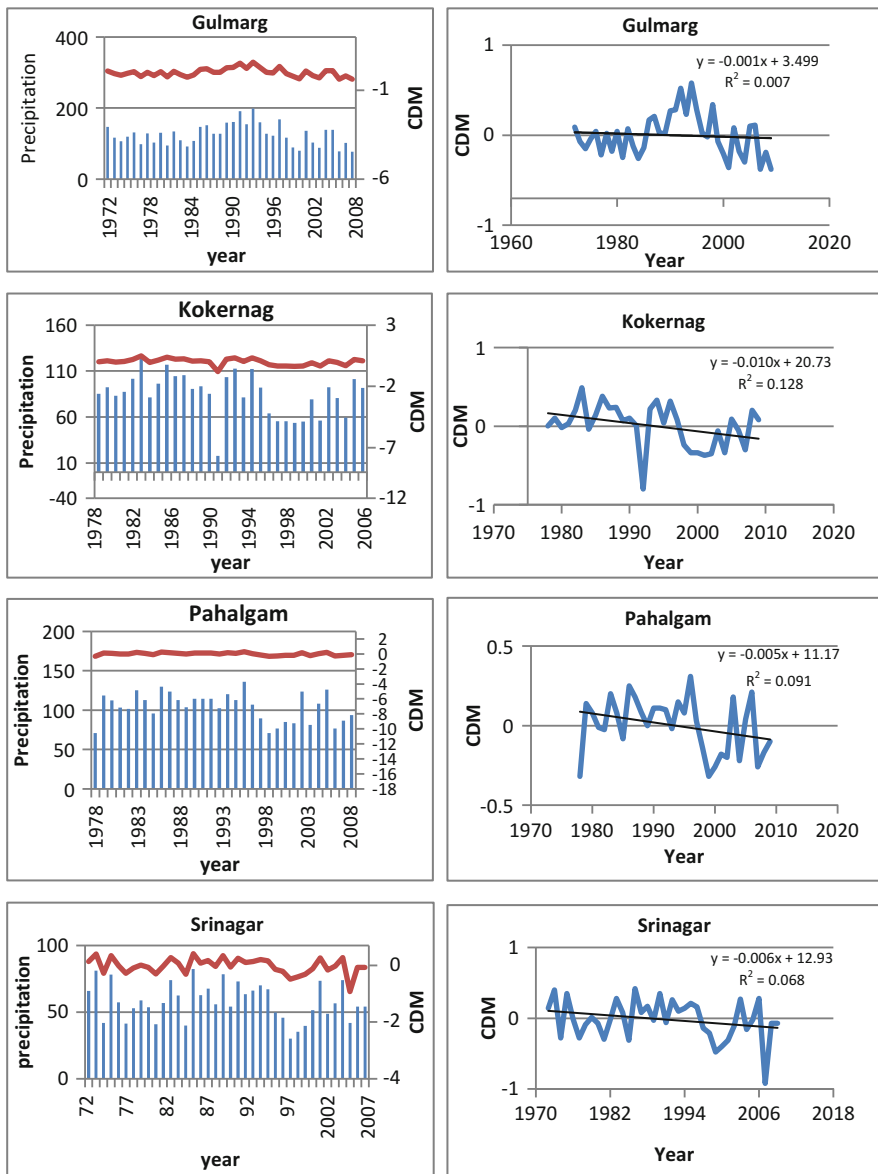 Gulmarg
400
300
200
100
0
-1
-6
Precipitation
CDM
1972
1978
1984
1990
1996
2002
2008
year
Gulmarg
y = -0.001x + 3.499
R² = 0.007
1
0
-1
CDM
1960
1980
2000
2020
Year
Kokernag
160
110
60
10
-40
3
-2
-7
-12
Precipitation
CDM
1978
1982
1986
1990
1994
1998
2002
2006
year
Kokernag
y = -0.010x + 20.73
R² = 0.128
1
0
-1
CDM
1970
1980
1990
2000
2010
2020
Year
Pahalgam
200
150
100
50
0
2
0
-2
-4
-6
-8
-10
-12
-14
-16
-18
Precipitation
CDM
1978
1983
1988
1993
1998
2003
2008
year
Pahalgam
y = -0.005x + 11.17
R² = 0.091
0.5
0
-0.5
CDM
1970
1980
1990
2000
2010
2020
Year
Srinagar
100
50
0
0
-2
-4
precipitation
CDM
72
77
82
87
92
97
2002
2007
year
Srinagar
y = -0.006x + 12.93
R² = 0.068
1
0
-1
CDM
1970
1982
1994
2006
2018
Year